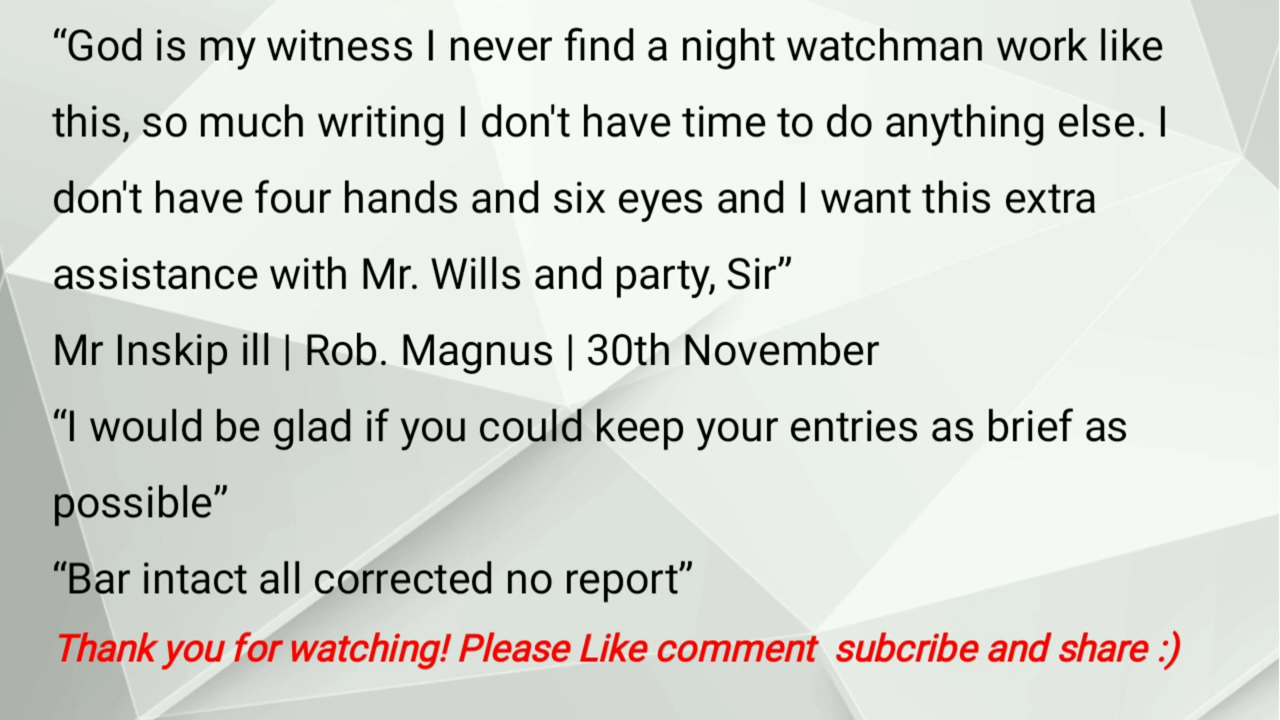 “God is my witness I never find a night watchman work like
this, so much writing I don't have time to do anything else. I
don't have four hands and six eyes and I want this extra
assistance with Mr. Wills and party, Sir”
Mr Inskip ill | Rob. Magnus | 30th November
“I would be glad if you could keep your entries as brief as
possible”
“Bar intact all corrected no report”
Thank you for watching! Please Like comment  subcribe and share :)